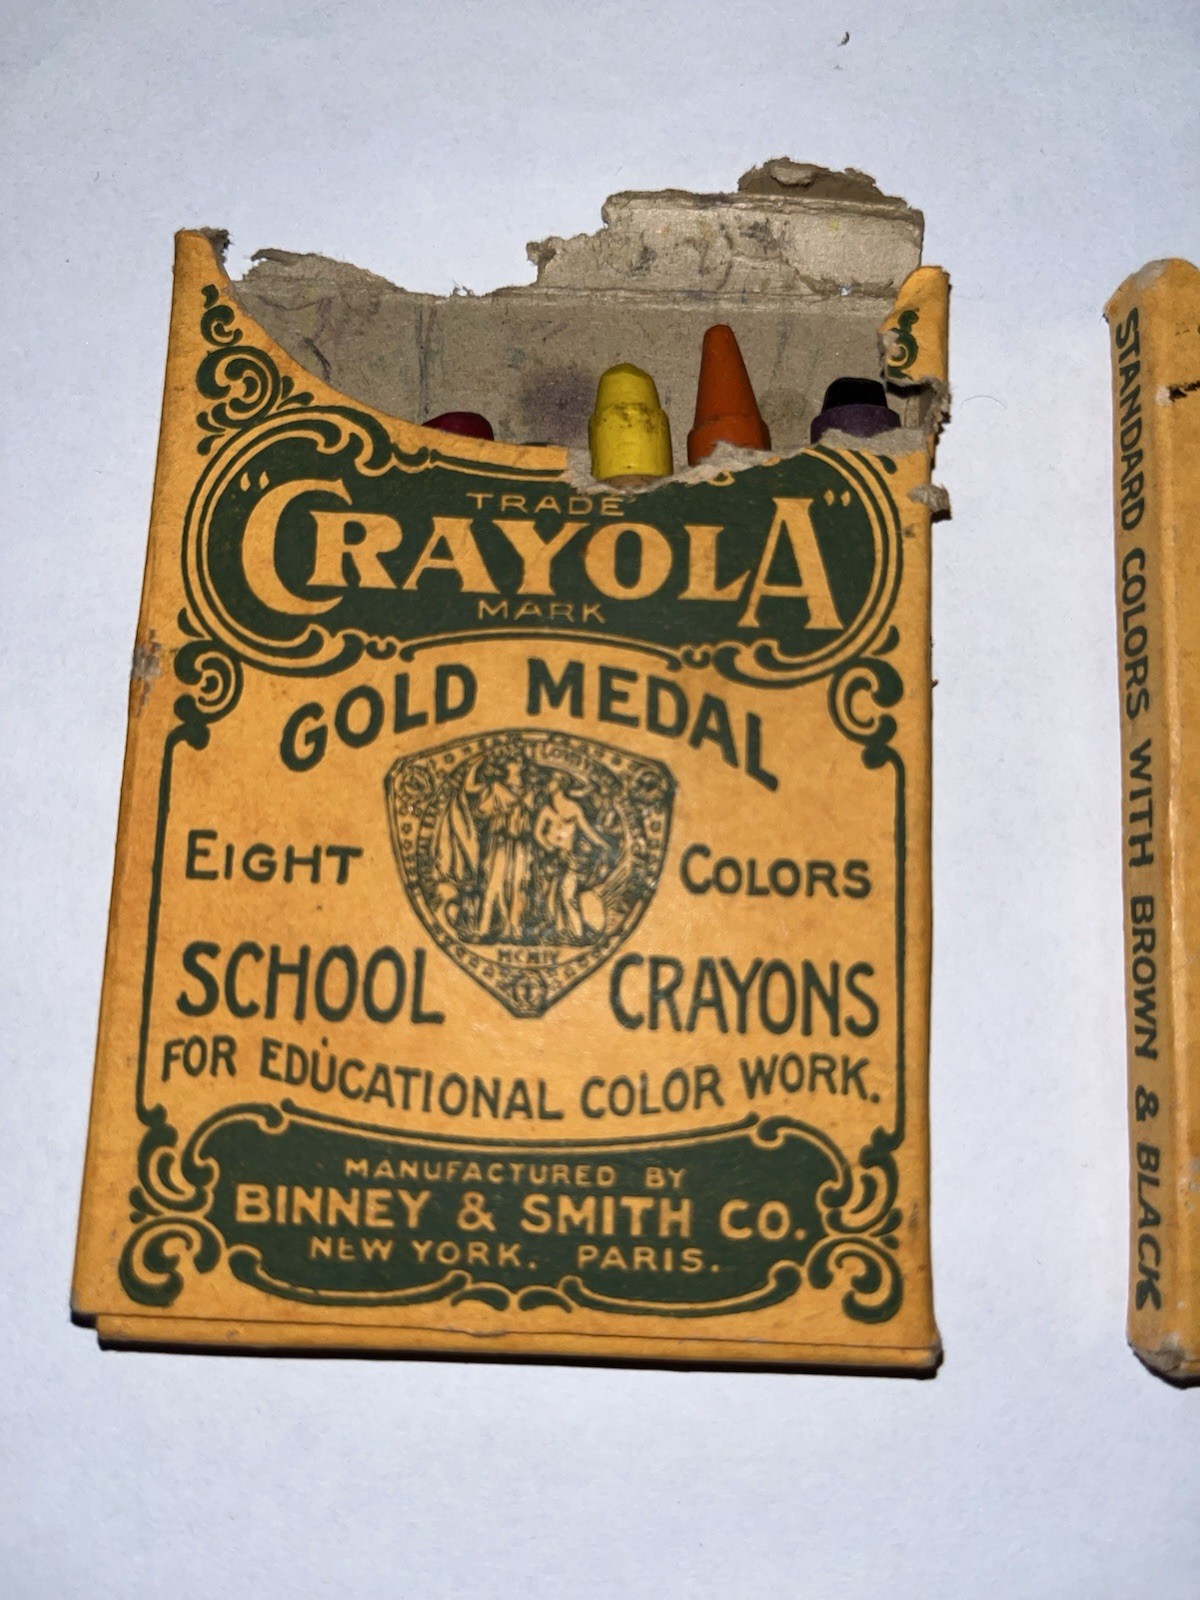 TRADE
"CRAYOLA"
MARK
GOLD MEDAL
EIGHT COLORS
MCMIV
SCHOOL CRAYONS
FOR EDUCATIONAL COLOR WORK.
MANUFACTURED BY
BINNEY & SMITH CO.
NEW YORK. PARIS.
STANDARD COLORS WITH BROWN & BLACK